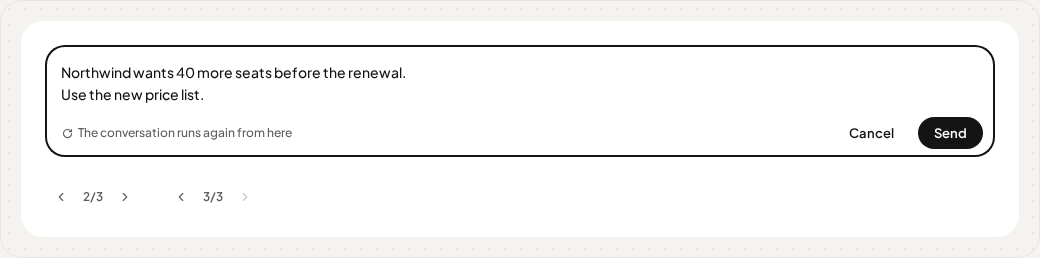 Northwind wants 40 more seats before the renewal.
Use the new price list.
The conversation runs again from here
Cancel
Send
2/3
3/3